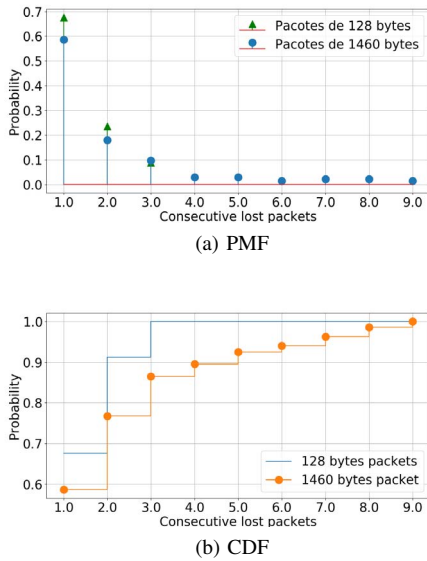 0.7
0.6
0.5
0.4
0.3
0.2
0.1
0.0
Probability
Pacotes de 128 bytes
Pacotes de 1460 bytes
1.0 2.0 3.0 4.0 5.0 6.0 7.0 8.0 9.0
Consecutive lost packets
(a) PMF
1.0
0.9
0.8
0.7
0.6
Probability
128 bytes packets
1460 bytes packet
1.0 2.0 3.0 4.0 5.0 6.0 7.0 8.0 9.0
Consecutive lost packets
(b) CDF